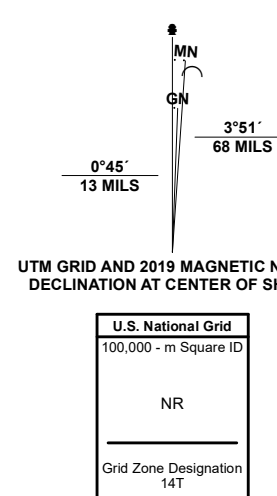 MN
GN
3°51´
68 MILS
0°45´
13 MILS
UTM GRID AND 2019 MAGNETIC N
DECLINATION AT CENTER OF SH
U.S. National Grid
100,000 - m Square ID
NR
Grid Zone Designation
14T